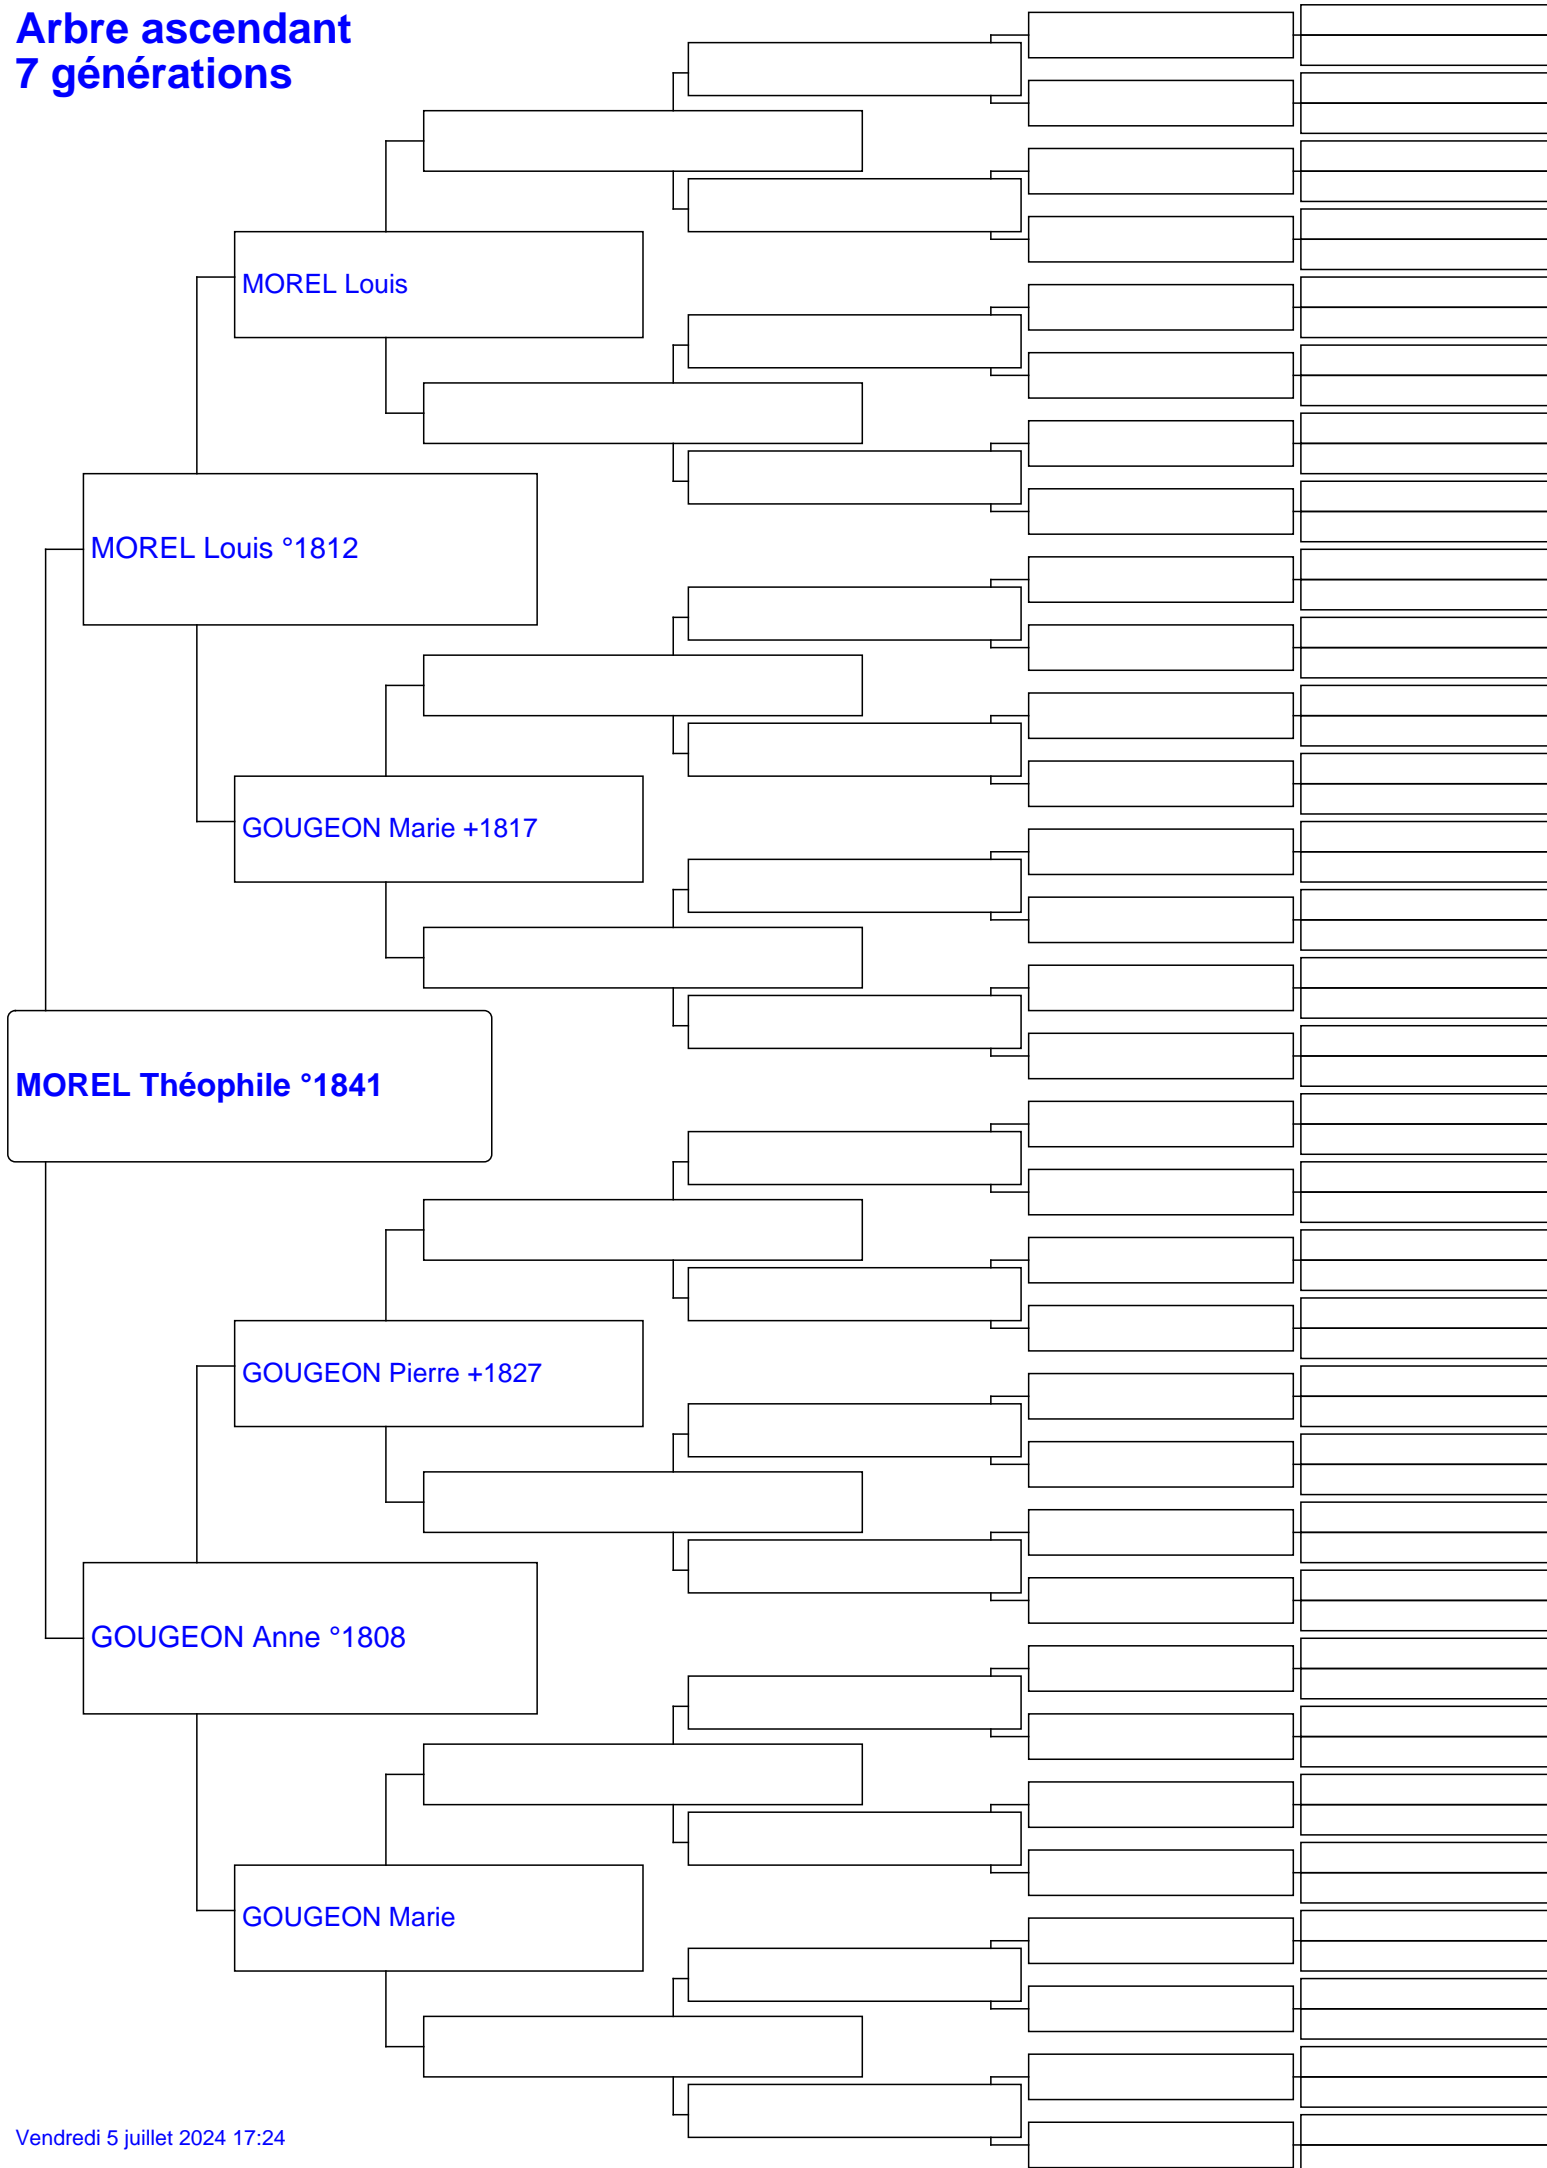 Arbre ascendant
7 générations
MOREL Louis
MOREL Louis °1812
GOUGEON Marie +1817
MOREL Théophile °1841
GOUGEON Pierre +1827
GOUGEON Anne °1808
GOUGEON Marie
Vendredi 5 juillet 2024 17:24